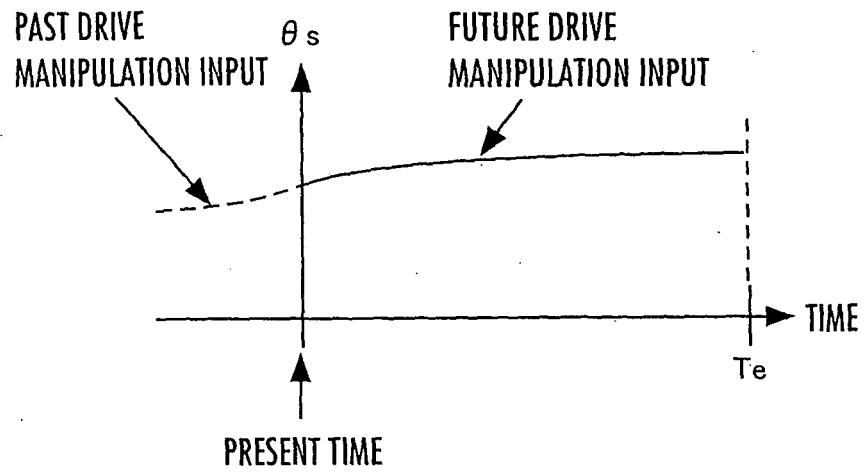 PAST DRIVE
MANIPULATION INPUT
θs
FUTURE DRIVE
MANIPULATION INPUT
TIME
Te
PRESENT TIME